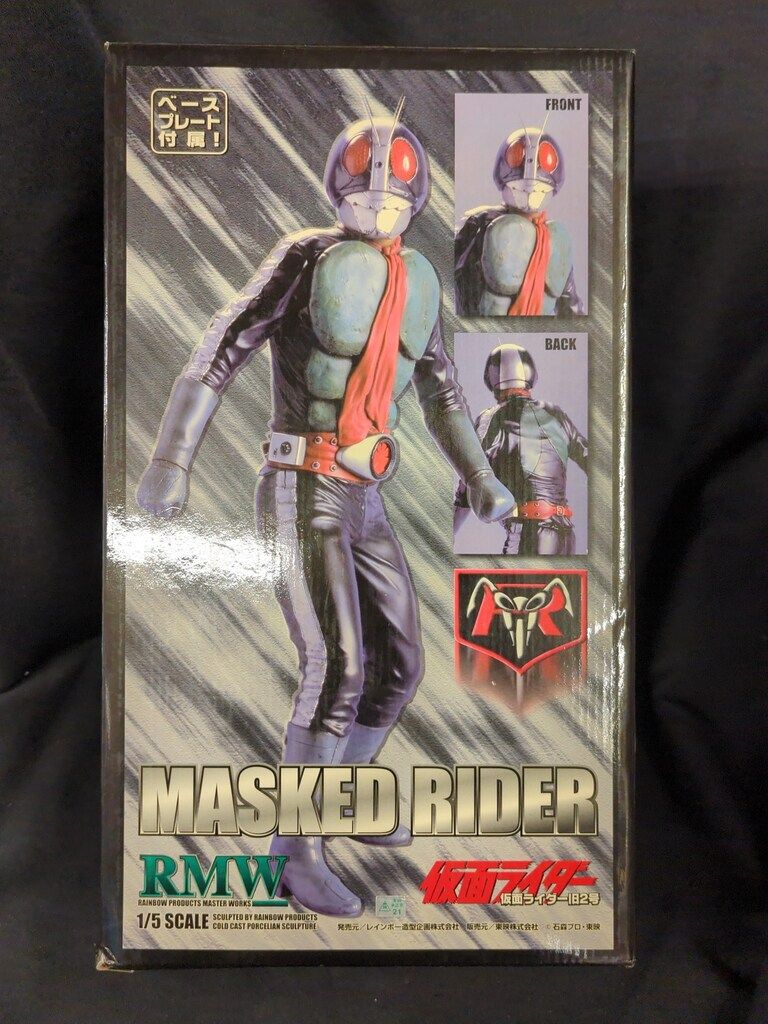 ベース
プレート
付属！
FRONT
BACK
MASKED RIDER
RMW
RAINBOW PRODUCTS MASTER WORKS
仮面ライダー
仮面ライダー旧2号
1/5 SCALE
SCULPTED BY RAINBOW PRODUCTS
COLD CAST PORCELIAN SCULPTURE
21
発売元／レインボー造型企画株式会社 販売元／東映株式会社 © 石森プロ・東映